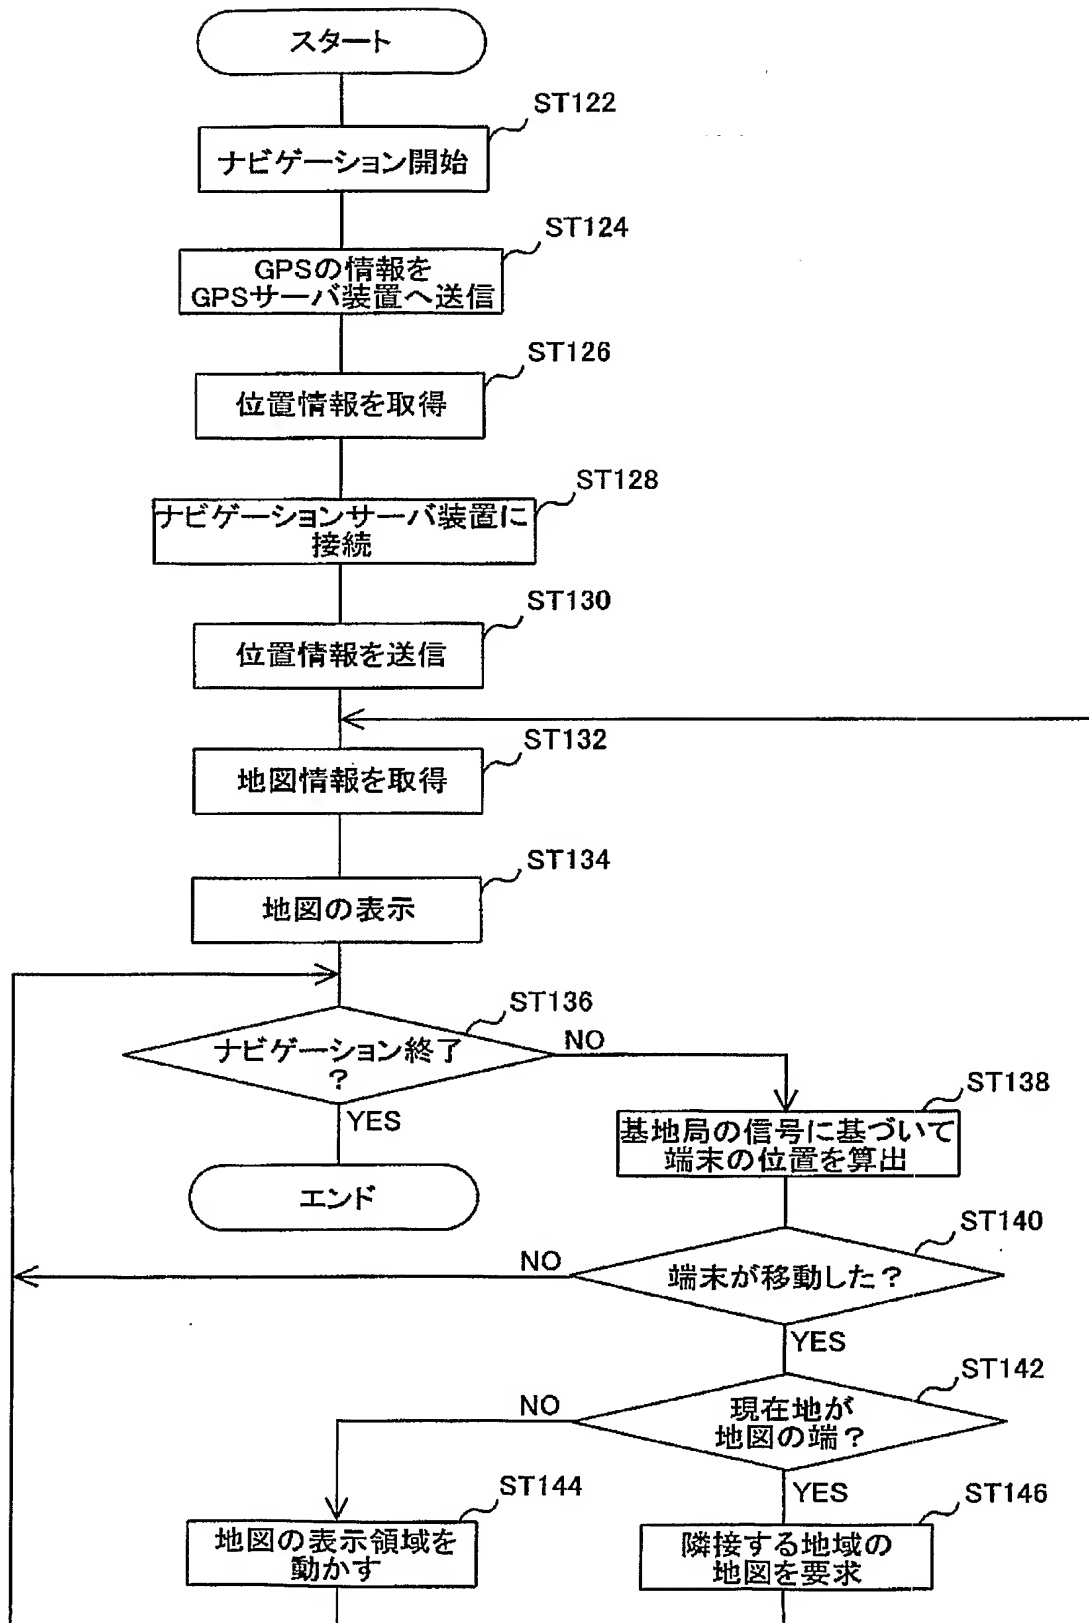 スタート
ST122
ナビゲーション開始
ST124
GPSの情報を
GPSサーバ装置へ送信
ST126
位置情報を取得
ST128
ナビゲーションサーバ装置に
接続
ST130
位置情報を送信
ST132
地図情報を取得
ST134
地図の表示
ST136
ナビゲーション終了
?
NO
YES
エンド
ST138
基地局の信号に基づいて
端末の位置を算出
ST140
端末が移動した?
NO
YES
ST142
現在地が
地図の端?
NO
YES
ST144
地図の表示領域を
動かす
ST146
隣接する地域の
地図を要求